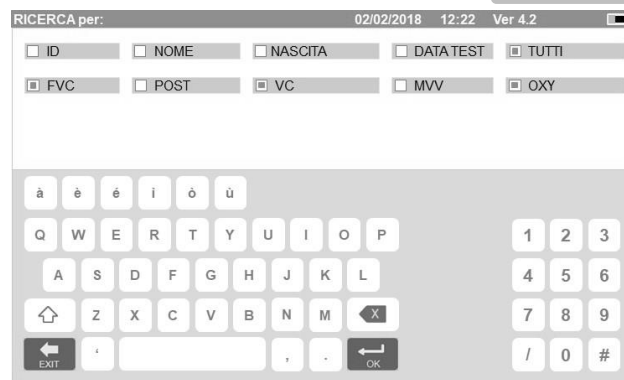 RICERCA per: 02/02/2018 12:22 Ver 4.2
ID NOME NASCITA DATA TEST TUTTI
FVC POST VC MVV OXY
à è é ì ò ù
Q W E R T Y U I O P 1 2 3
A S D F G H J K L 4 5 6
Z X C V B N M X 7 8 9
EXIT ' , . OK / 0 #